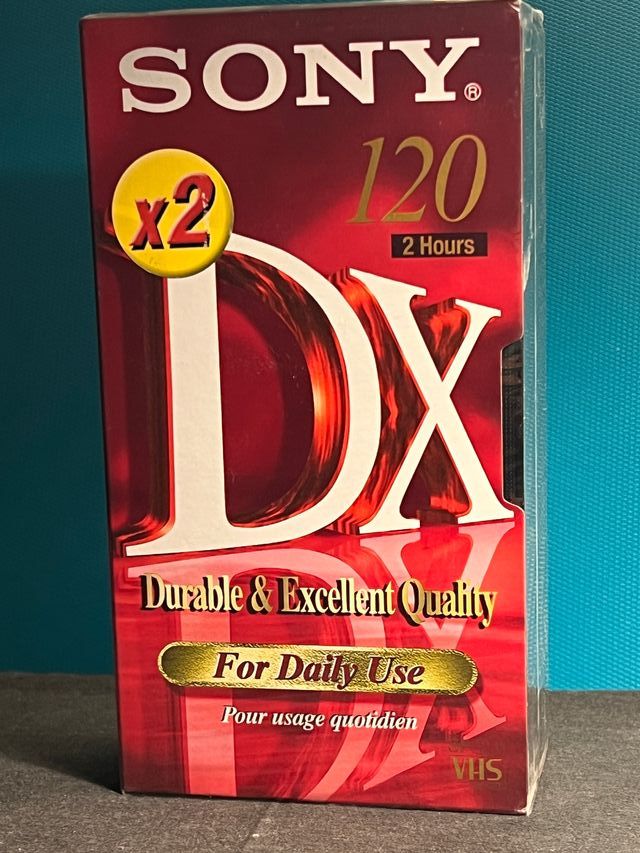 SONY®
120
x2
2 Hours
DX
Durable & Excellent Quality
For Daily Use
Pour usage quotidien
VHS